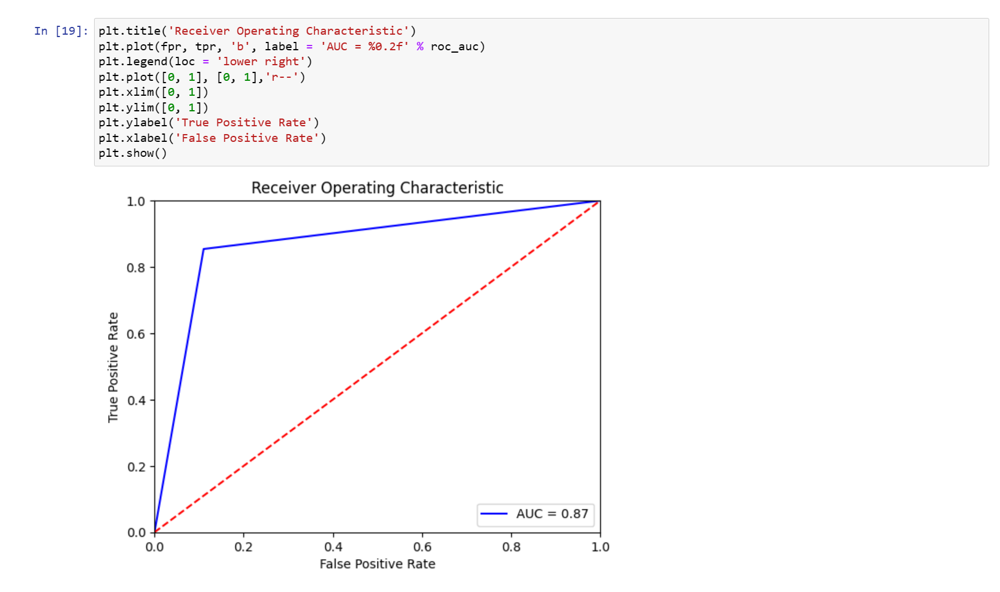 In [19]:
plt.title('Receiver Operating Characteristic')
plt.plot(fpr, tpr, 'b', label = 'AUC = %0.2f' % roc_auc)
plt.legend(loc = 'lower right')
plt.plot([0, 1], [0, 1],'r--')
plt.xlim([0, 1])
plt.ylim([0, 1])
plt.ylabel('True Positive Rate')
plt.xlabel('False Positive Rate')
plt.show()
Receiver Operating Characteristic
1.0
0.8
0.6
0.4
0.2
0.0
True Positive Rate
AUC = 0.87
0.0 0.2 0.4 0.6 0.8 1.0
False Positive Rate